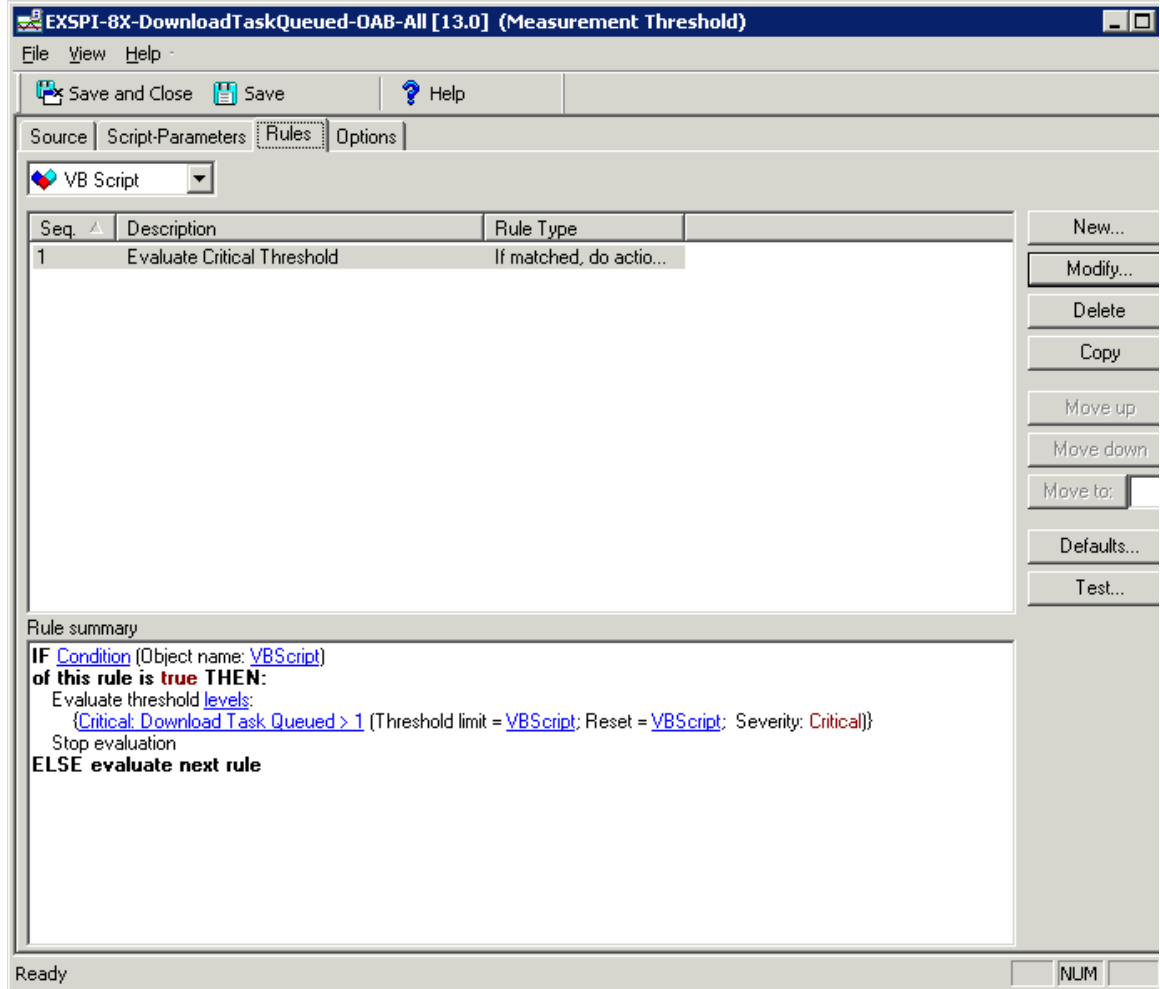 EXSPI-8X-DownloadTaskQueued-OAB-All [13.0] (Measurement Threshold)
File View Help
Save and Close Save Help
Source Script-Parameters Rules Options
VB Script
Seq. Description Rule Type
1 Evaluate Critical Threshold If matched, do actio...
New...
Modify...
Delete
Copy
Move up
Move down
Move to:
Defaults...
Test...
Rule summary
IF Condition (Object name: VBScript)
of this rule is true THEN:
Evaluate threshold levels:
{Critical: Download Task Queued > 1 (Threshold limit = VBScript; Reset = VBScript; Severity: Critical)}
Stop evaluation
ELSE evaluate next rule
Ready NUM